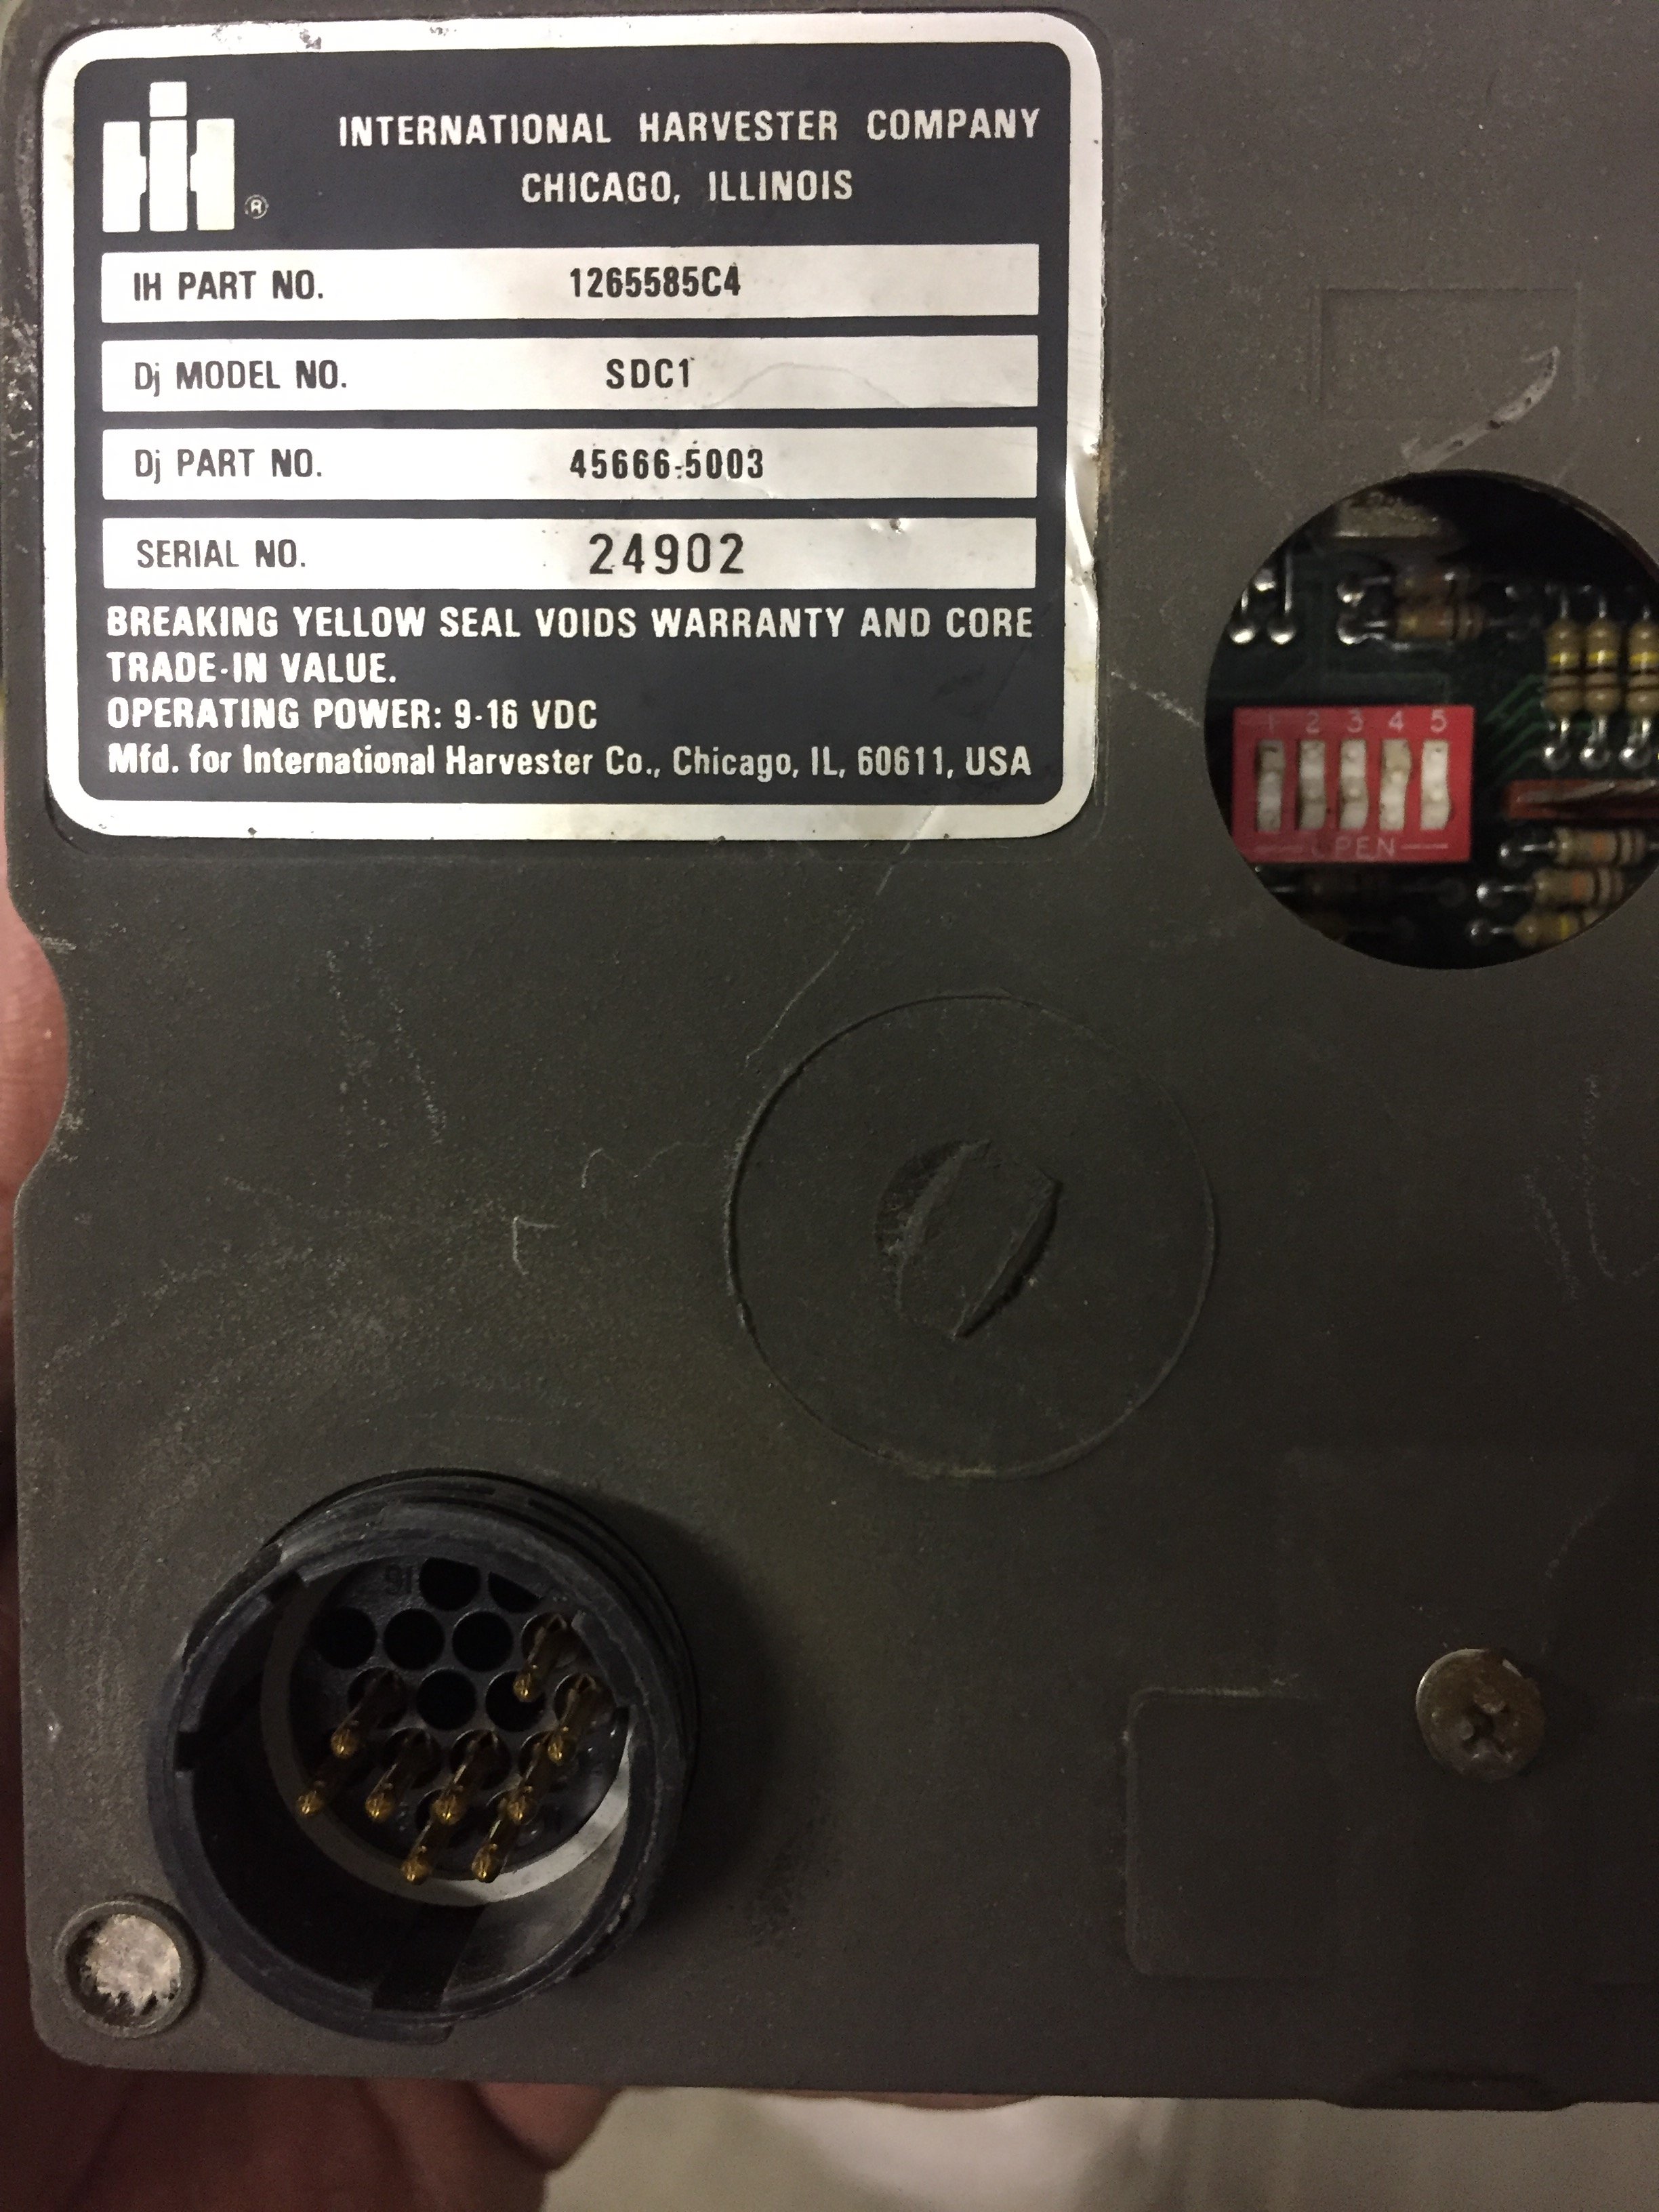 IH ®
INTERNATIONAL HARVESTER COMPANY
CHICAGO, ILLINOIS
IH PART NO. 1265585C4
Dj MODEL NO. SDC1
Dj PART NO. 45666-5003
SERIAL NO. 24902
BREAKING YELLOW SEAL VOIDS WARRANTY AND CORE
TRADE-IN VALUE.
OPERATING POWER: 9-16 VDC
Mfd. for International Harvester Co., Chicago, IL, 60611, USA
1 2 3 4 5
OPEN
16